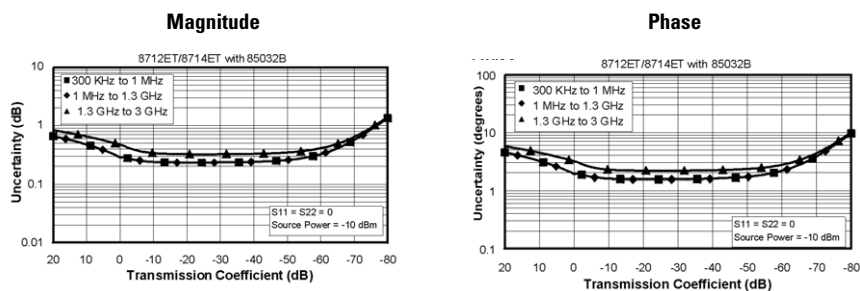 Magnitude
8712ET/8714ET with 85032B
300 KHz to 1 MHz
1 MHz to 1.3 GHz
1.3 GHz to 3 GHz
Uncertainty (dB)
10
1
0.1
0.01
S11 = S22 = 0
Source Power = -10 dBm
20 10 0 -10 -20 -30 -40 -50 -60 -70 -80
Transmission Coefficient (dB)
Phase
8712ET/8714ET with 85032B
300 KHz to 1 MHz
1 MHz to 1.3 GHz
1.3 GHz to 3 GHz
Uncertainty (degrees)
100
10
1
0.1
S11 = S22 = 0
Source Power = -10 dBm
20 10 0 -10 -20 -30 -40 -50 -60 -70 -80
Transmission Coefficient (dB)